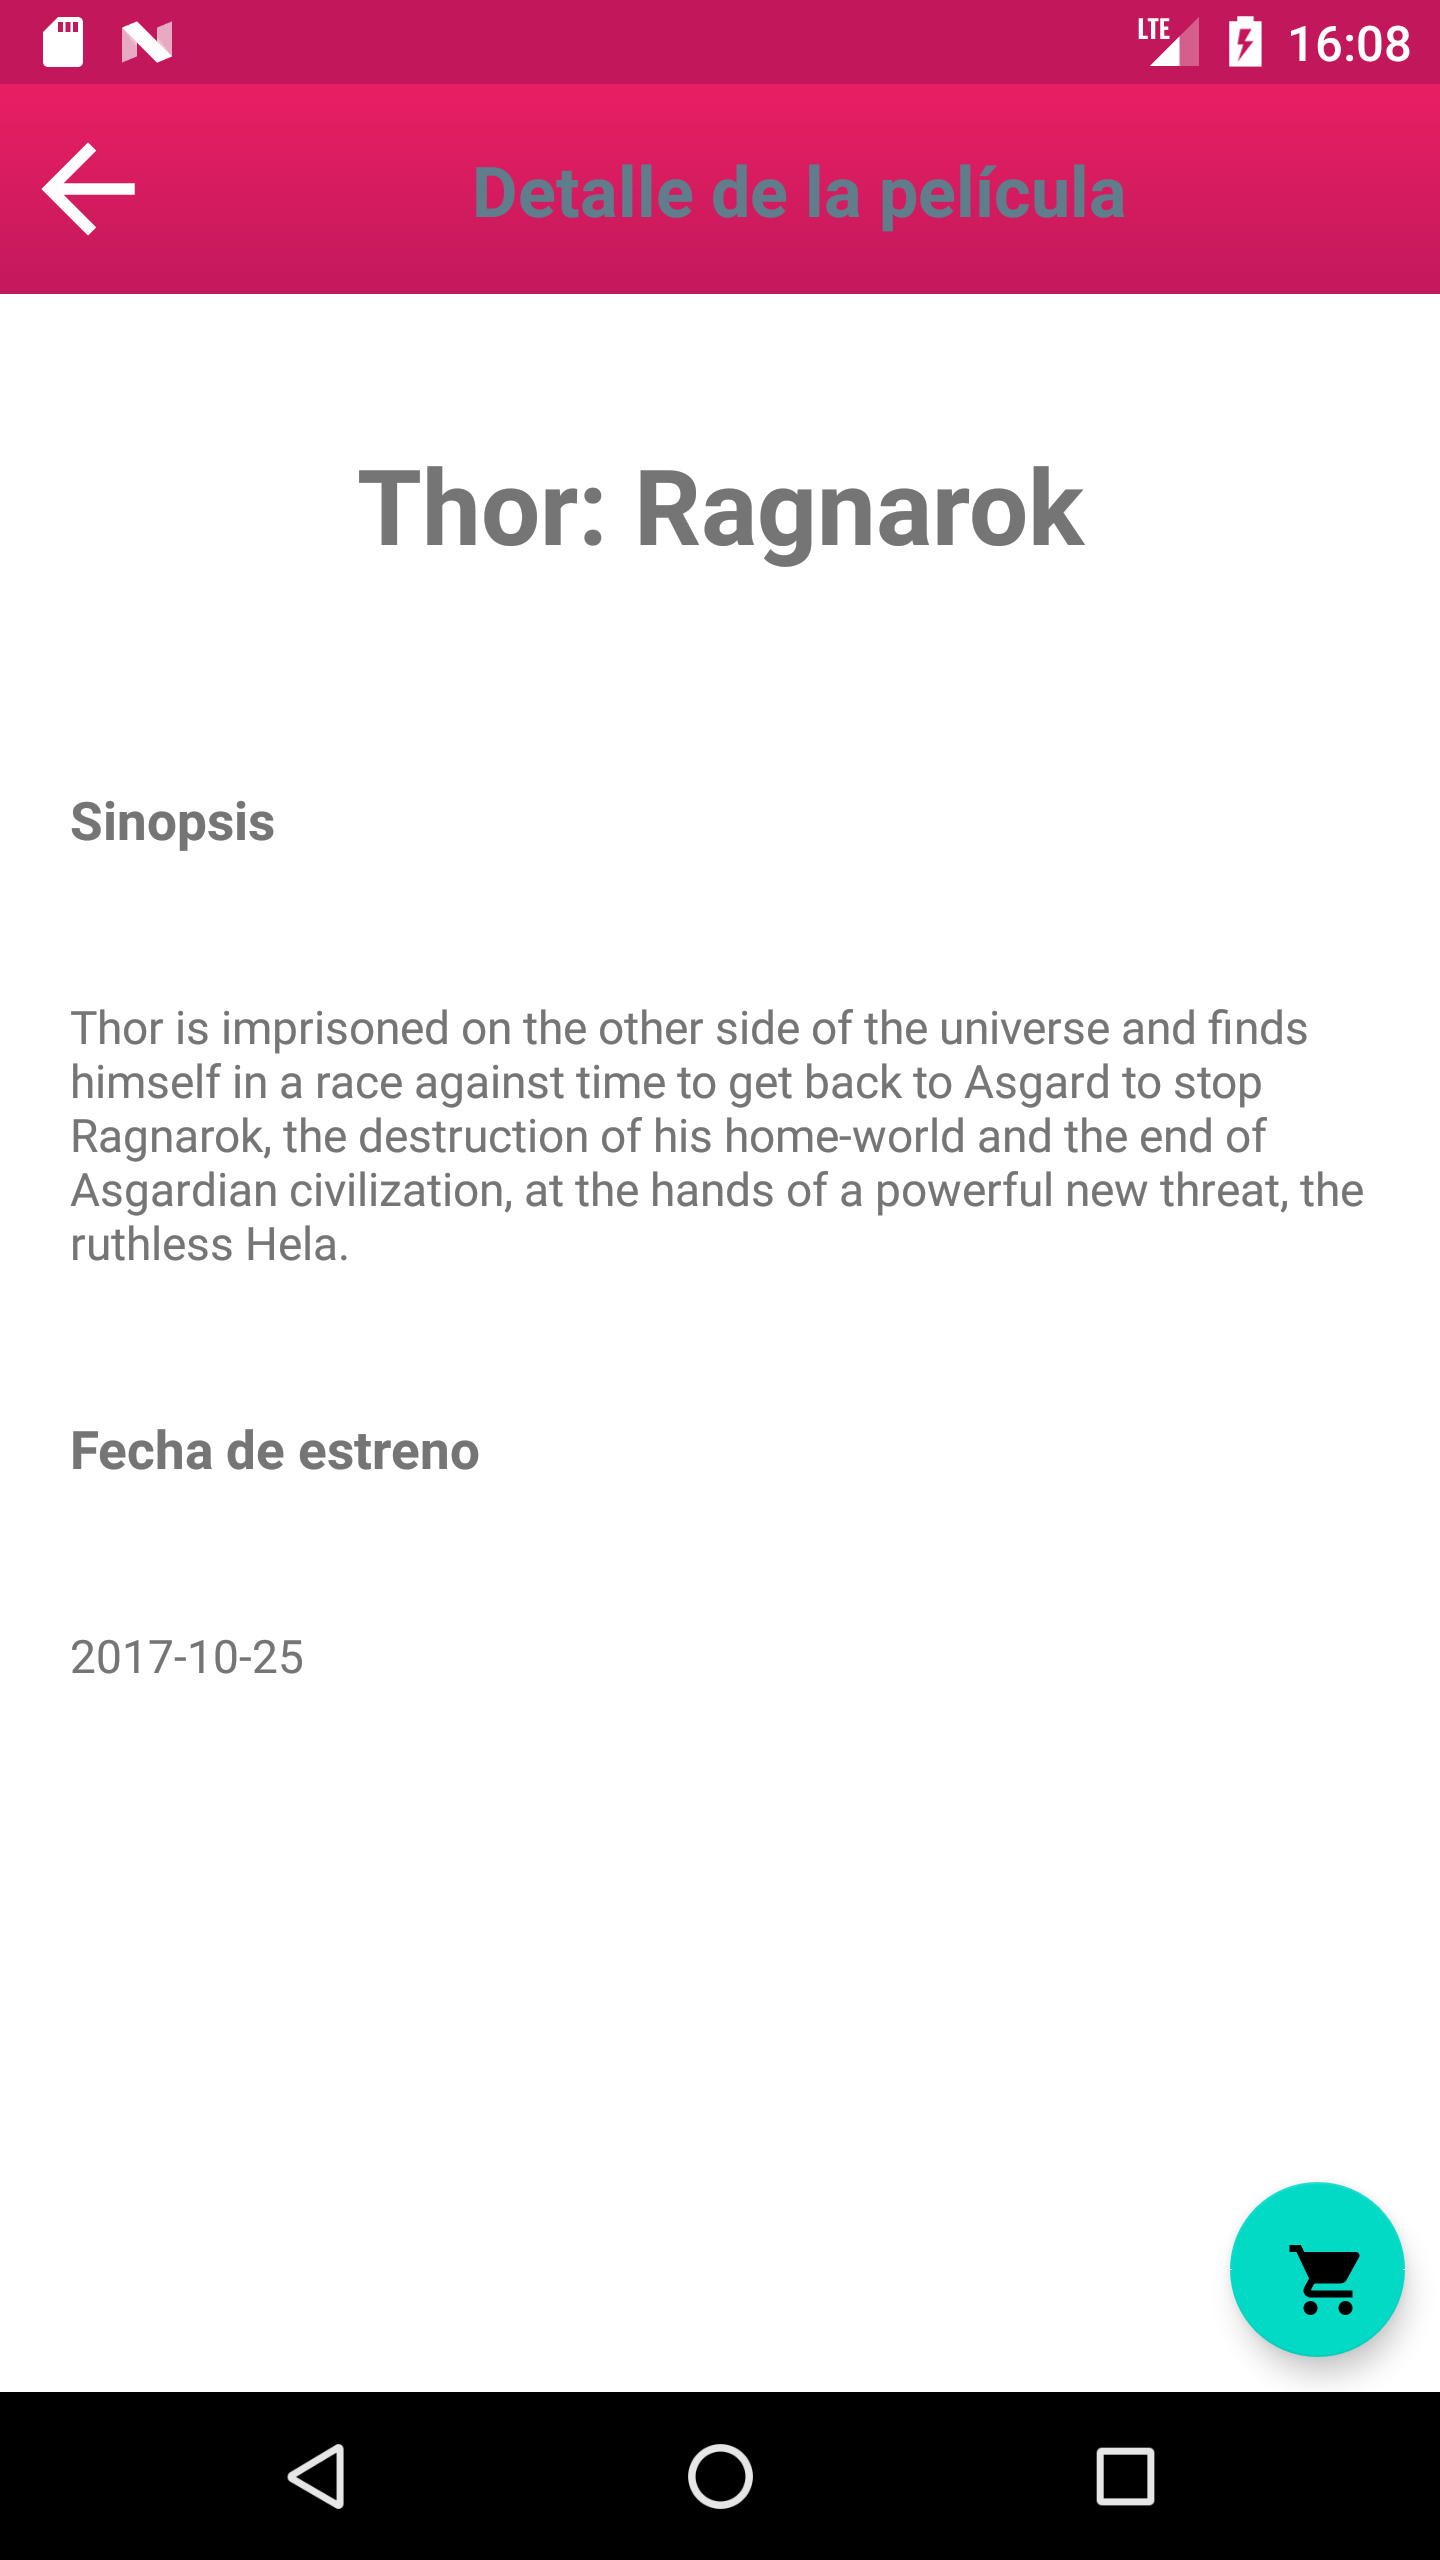 LTE 16:08
Detalle de la película
Thor: Ragnarok
Sinopsis
Thor is imprisoned on the other side of the universe and finds
himself in a race against time to get back to Asgard to stop
Ragnarok, the destruction of his home-world and the end of
Asgardian civilization, at the hands of a powerful new threat, the
ruthless Hela.
Fecha de estreno
2017-10-25